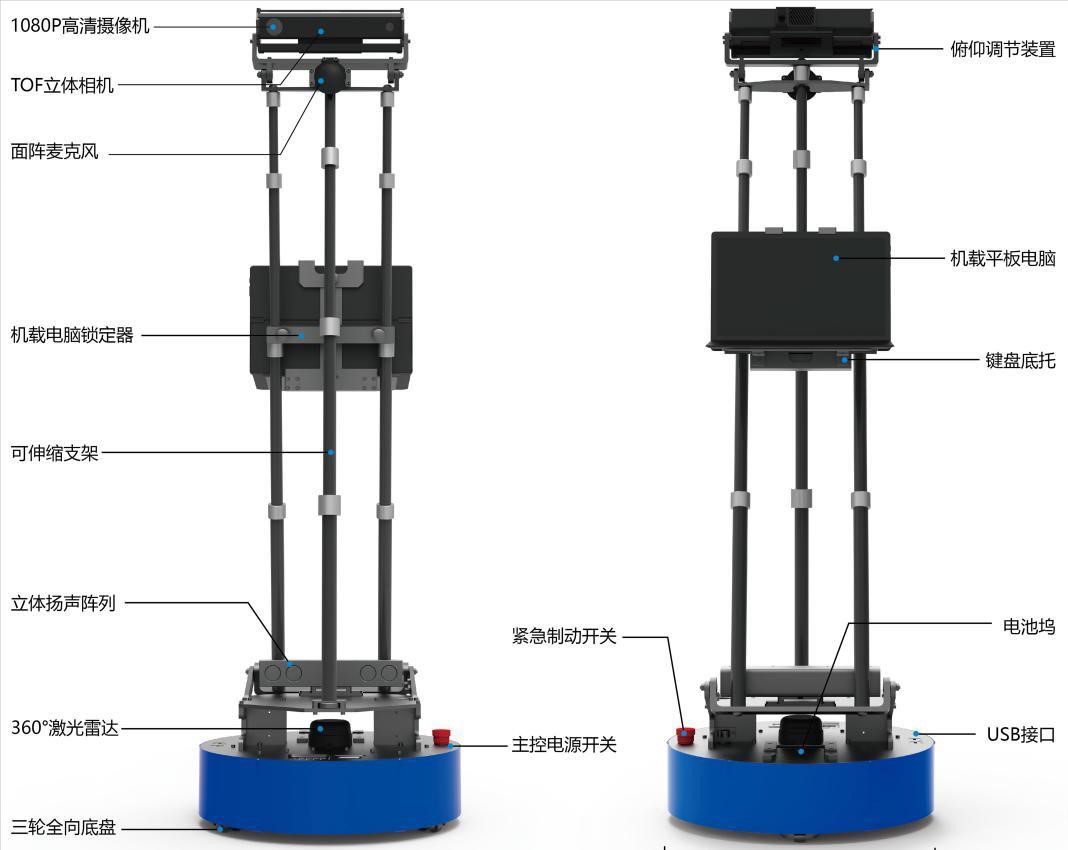 1080P高清摄像机
TOF立体相机
面阵麦克风
机载电脑锁定器
可伸缩支架
立体扬声阵列
360°激光雷达
三轮全向底盘
主控电源开关
俯仰调节装置
机载平板电脑
键盘底托
紧急制动开关
电池坞
USB接口